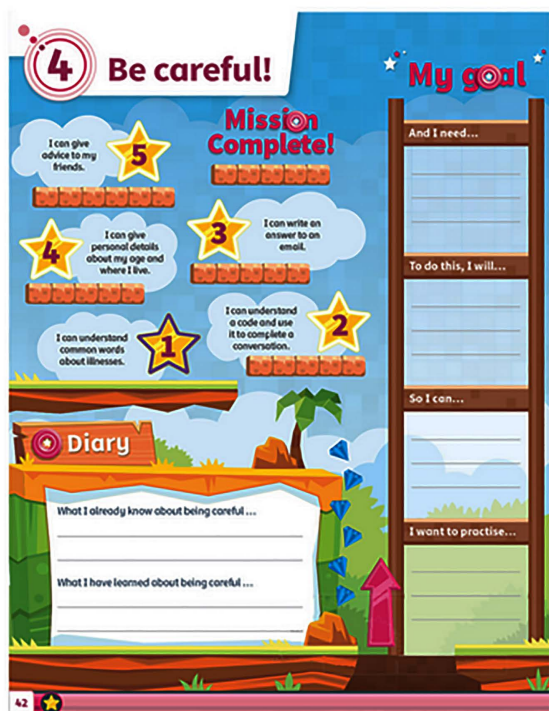 4 Be careful!
My goal
Mission
Complete!
5
I can give
advice to my
friends.
4
I can give
personal details
about my age and
where I live.
3
I can write an
answer to an
email.
2
I can understand
a code and use
it to complete a
conversation.
1
I can understand
common words
about illnesses.
And I need...
To do this, I will...
So I can...
I want to practise...
Diary
What I already know about being careful ...
What I have learned about being careful ...
42